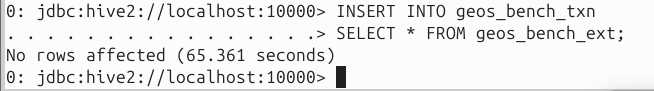 0: jdbc:hive2://localhost:10000> INSERT INTO geos_bench_txn
. . . . . . . . . . . . . . . .> SELECT * FROM geos_bench_ext;
No rows affected (65.361 seconds)
0: jdbc:hive2://localhost:10000>